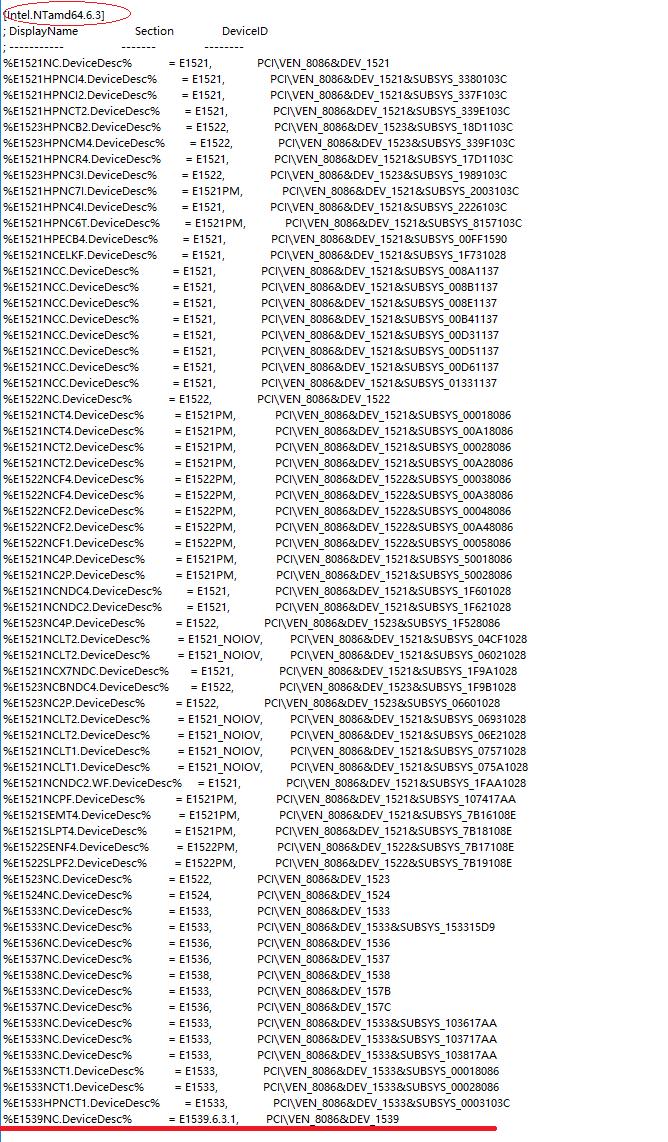 [Intel.NTamd64.6.3]
; DisplayName Section DeviceID
; ----------- ------- --------
%E1521NC.DeviceDesc% = E1521, PCI\VEN_8086&DEV_1521
%E1521HPNCI4.DeviceDesc% = E1521, PCI\VEN_8086&DEV_1521&SUBSYS_3380103C
%E1521HPNCI2.DeviceDesc% = E1521, PCI\VEN_8086&DEV_1521&SUBSYS_337F103C
%E1521HPNCT2.DeviceDesc% = E1521, PCI\VEN_8086&DEV_1521&SUBSYS_339E103C
%E1523HPNCB2.DeviceDesc% = E1522, PCI\VEN_8086&DEV_1523&SUBSYS_18D1103C
%E1523HPNCM4.DeviceDesc% = E1522, PCI\VEN_8086&DEV_1523&SUBSYS_339F103C
%E1521HPNCR4.DeviceDesc% = E1521, PCI\VEN_8086&DEV_1521&SUBSYS_17D1103C
%E1523HPNC3I.DeviceDesc% = E1522, PCI\VEN_8086&DEV_1523&SUBSYS_1989103C
%E1521HPNC7I.DeviceDesc% = E1521PM, PCI\VEN_8086&DEV_1521&SUBSYS_2003103C
%E1521HPNC4I.DeviceDesc% = E1521, PCI\VEN_8086&DEV_1521&SUBSYS_2226103C
%E1521HPNC6T.DeviceDesc% = E1521PM, PCI\VEN_8086&DEV_1521&SUBSYS_8157103C
%E1521HPECB4.DeviceDesc% = E1521, PCI\VEN_8086&DEV_1521&SUBSYS_00FF1590
%E1521NCELKF.DeviceDesc% = E1521, PCI\VEN_8086&DEV_1521&SUBSYS_1F731028
%E1521NCC.DeviceDesc% = E1521, PCI\VEN_8086&DEV_1521&SUBSYS_008A1137
%E1521NCC.DeviceDesc% = E1521, PCI\VEN_8086&DEV_1521&SUBSYS_008B1137
%E1521NCC.DeviceDesc% = E1521, PCI\VEN_8086&DEV_1521&SUBSYS_008E1137
%E1521NCC.DeviceDesc% = E1521, PCI\VEN_8086&DEV_1521&SUBSYS_00B41137
%E1521NCC.DeviceDesc% = E1521, PCI\VEN_8086&DEV_1521&SUBSYS_00D31137
%E1521NCC.DeviceDesc% = E1521, PCI\VEN_8086&DEV_1521&SUBSYS_00D51137
%E1521NCC.DeviceDesc% = E1521, PCI\VEN_8086&DEV_1521&SUBSYS_00D61137
%E1521NCC.DeviceDesc% = E1521, PCI\VEN_8086&DEV_1521&SUBSYS_01331137
%E1522NC.DeviceDesc% = E1522, PCI\VEN_8086&DEV_1522
%E1521NCT4.DeviceDesc% = E1521PM, PCI\VEN_8086&DEV_1521&SUBSYS_00018086
%E1521NCT4.DeviceDesc% = E1521PM, PCI\VEN_8086&DEV_1521&SUBSYS_00A18086
%E1521NCT2.DeviceDesc% = E1521PM, PCI\VEN_8086&DEV_1521&SUBSYS_00028086
%E1521NCT2.DeviceDesc% = E1521PM, PCI\VEN_8086&DEV_1521&SUBSYS_00A28086
%E1522NCF4.DeviceDesc% = E1522PM, PCI\VEN_8086&DEV_1522&SUBSYS_00038086
%E1522NCF4.DeviceDesc% = E1522PM, PCI\VEN_8086&DEV_1522&SUBSYS_00A38086
%E1522NCF2.DeviceDesc% = E1522PM, PCI\VEN_8086&DEV_1522&SUBSYS_00048086
%E1522NCF2.DeviceDesc% = E1522PM, PCI\VEN_8086&DEV_1522&SUBSYS_00A48086
%E1522NCF1.DeviceDesc% = E1522PM, PCI\VEN_8086&DEV_1522&SUBSYS_00058086
%E1521NC4P.DeviceDesc% = E1521PM, PCI\VEN_8086&DEV_1521&SUBSYS_50018086
%E1521NC2P.DeviceDesc% = E1521PM, PCI\VEN_8086&DEV_1521&SUBSYS_50028086
%E1521NCNDC4.DeviceDesc% = E1521, PCI\VEN_8086&DEV_1521&SUBSYS_1F601028
%E1521NCNDC2.DeviceDesc% = E1521, PCI\VEN_8086&DEV_1521&SUBSYS_1F621028
%E1523NC4P.DeviceDesc% = E1522, PCI\VEN_8086&DEV_1523&SUBSYS_1F528086
%E1521NCLT2.DeviceDesc% = E1521_NOIOV, PCI\VEN_8086&DEV_1521&SUBSYS_04CF1028
%E1521NCLT2.DeviceDesc% = E1521_NOIOV, PCI\VEN_8086&DEV_1521&SUBSYS_06021028
%E1521NCX7NDC.DeviceDesc% = E1521, PCI\VEN_8086&DEV_1521&SUBSYS_1F9A1028
%E1523NCBNDC4.DeviceDesc% = E1522, PCI\VEN_8086&DEV_1523&SUBSYS_1F9B1028
%E1523NC2P.DeviceDesc% = E1522, PCI\VEN_8086&DEV_1523&SUBSYS_06601028
%E1521NCLT2.DeviceDesc% = E1521_NOIOV, PCI\VEN_8086&DEV_1521&SUBSYS_06931028
%E1521NCLT2.DeviceDesc% = E1521_NOIOV, PCI\VEN_8086&DEV_1521&SUBSYS_06E21028
%E1521NCLT1.DeviceDesc% = E1521_NOIOV, PCI\VEN_8086&DEV_1521&SUBSYS_07571028
%E1521NCLT1.DeviceDesc% = E1521_NOIOV, PCI\VEN_8086&DEV_1521&SUBSYS_075A1028
%E1521NCNDC2.WF.DeviceDesc% = E1521, PCI\VEN_8086&DEV_1521&SUBSYS_1FAA1028
%E1521NCPF.DeviceDesc% = E1521PM, PCI\VEN_8086&DEV_1521&SUBSYS_107417AA
%E1521SEMT4.DeviceDesc% = E1521PM, PCI\VEN_8086&DEV_1521&SUBSYS_7B16108E
%E1521SLPT4.DeviceDesc% = E1521PM, PCI\VEN_8086&DEV_1521&SUBSYS_7B18108E
%E1522SENF4.DeviceDesc% = E1522PM, PCI\VEN_8086&DEV_1522&SUBSYS_7B17108E
%E1522SLPF2.DeviceDesc% = E1522PM, PCI\VEN_8086&DEV_1522&SUBSYS_7B19108E
%E1523NC.DeviceDesc% = E1522, PCI\VEN_8086&DEV_1523
%E1524NC.DeviceDesc% = E1524, PCI\VEN_8086&DEV_1524
%E1533NC.DeviceDesc% = E1533, PCI\VEN_8086&DEV_1533
%E1533NC.DeviceDesc% = E1533, PCI\VEN_8086&DEV_1533&SUBSYS_153315D9
%E1536NC.DeviceDesc% = E1536, PCI\VEN_8086&DEV_1536
%E1537NC.DeviceDesc% = E1536, PCI\VEN_8086&DEV_1537
%E1538NC.DeviceDesc% = E1538, PCI\VEN_8086&DEV_1538
%E1533NC.DeviceDesc% = E1533, PCI\VEN_8086&DEV_157B
%E1537NC.DeviceDesc% = E1536, PCI\VEN_8086&DEV_157C
%E1533NC.DeviceDesc% = E1533, PCI\VEN_8086&DEV_1533&SUBSYS_103617AA
%E1533NC.DeviceDesc% = E1533, PCI\VEN_8086&DEV_1533&SUBSYS_103717AA
%E1533NC.DeviceDesc% = E1533, PCI\VEN_8086&DEV_1533&SUBSYS_103817AA
%E1533NCT1.DeviceDesc% = E1533, PCI\VEN_8086&DEV_1533&SUBSYS_00018086
%E1533NCT1.DeviceDesc% = E1533, PCI\VEN_8086&DEV_1533&SUBSYS_00028086
%E1533HPNCT1.DeviceDesc% = E1533, PCI\VEN_8086&DEV_1533&SUBSYS_0003103C
%E1539NC.DeviceDesc% = E1539.6.3.1, PCI\VEN_8086&DEV_1539